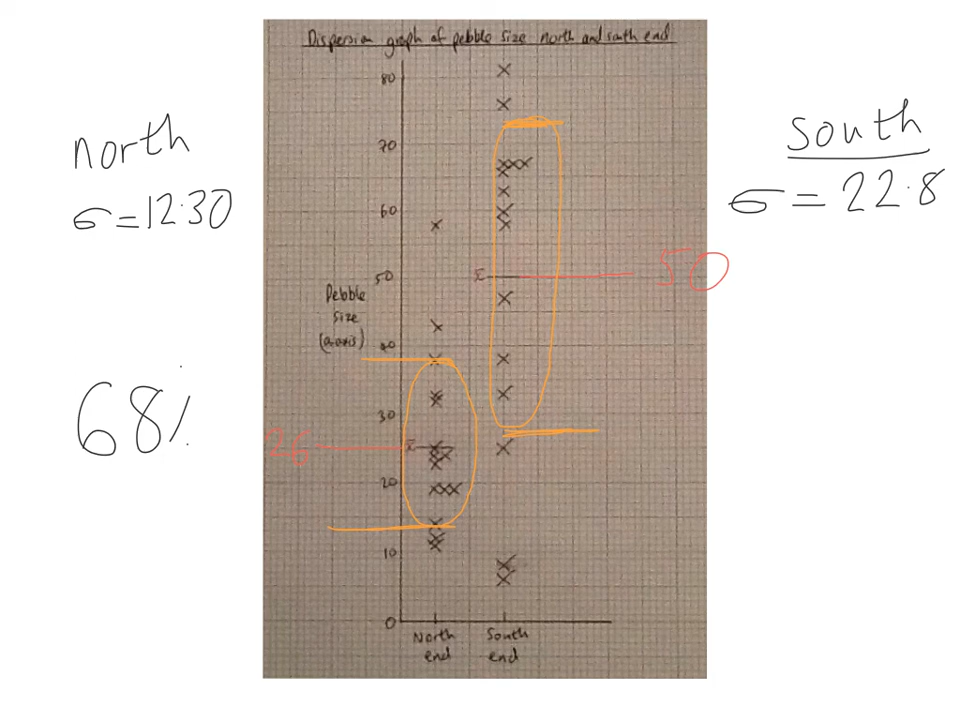 Dispersion graph of pebble size north and south end
north
σ=12.30
68%
south
σ=22.8
80
70
60
50
40
30
20
10
0
Pebble
size
(a-axis)
x̄
50
26
x̄
North
end
South
end